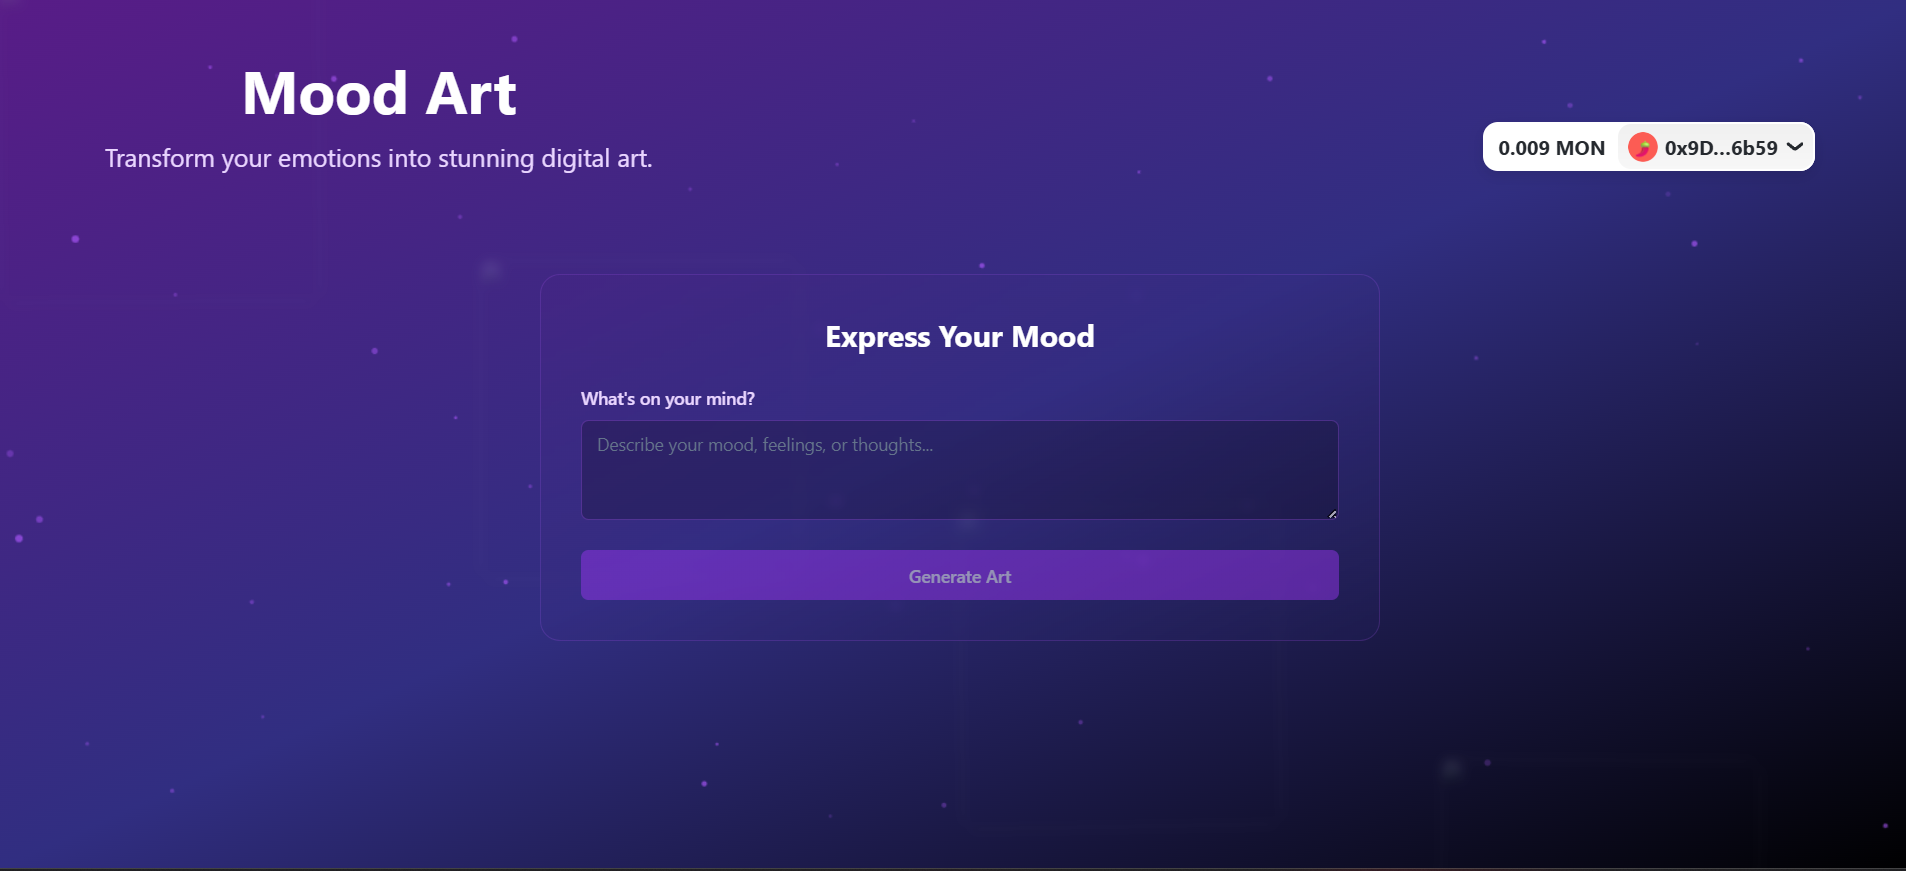 Mood Art
Transform your emotions into stunning digital art.
0.009 MON 0x9D...6b59
Express Your Mood
What's on your mind?
Describe your mood, feelings, or thoughts...
Generate Art